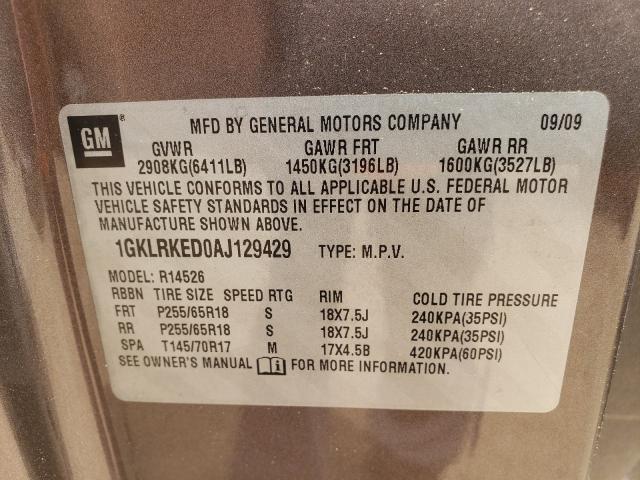 GM ® MFD BY GENERAL MOTORS COMPANY 09/09
GVWR GAWR FRT GAWR RR
2908KG(6411LB) 1450KG(3196LB) 1600KG(3527LB)
THIS VEHICLE CONFORMS TO ALL APPLICABLE U.S. FEDERAL MOTOR
VEHICLE SAFETY STANDARDS IN EFFECT ON THE DATE OF
MANUFACTURE SHOWN ABOVE.
1GKLRKED0AJ129429 TYPE: M.P.V.
MODEL: R14526
RBBN TIRE SIZE SPEED RTG RIM COLD TIRE PRESSURE
FRT P255/65R18 S 18X7.5J 240KPA(35PSI)
RR P255/65R18 S 18X7.5J 240KPA(35PSI)
SPA T145/70R17 M 17X4.5B 420KPA(60PSI)
SEE OWNER'S MANUAL FOR MORE INFORMATION.